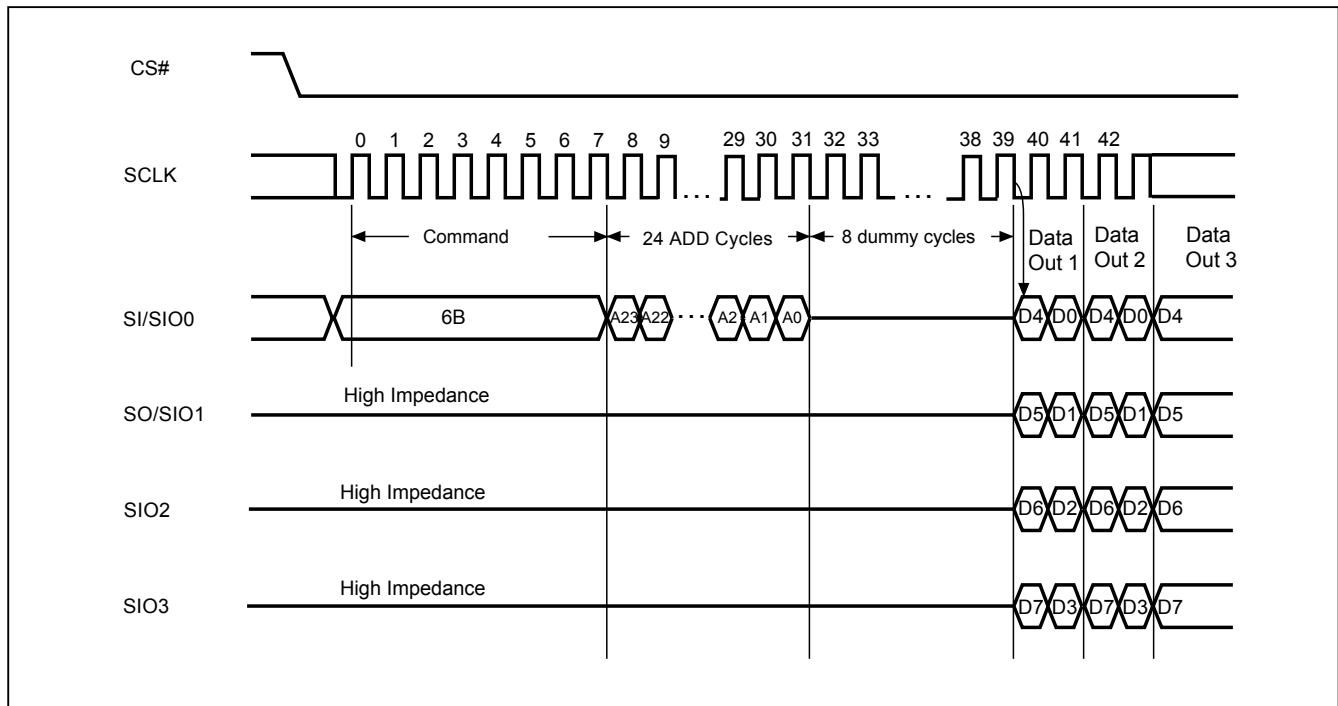 CS#
0 1 2 3 4 5 6 7 8 9 29 30 31 32 33 38 39 40 41 42
SCLK
Command 24 ADD Cycles 8 dummy cycles Data Out 1 Data Out 2 Data Out 3
SI/SIO0 6B A23 A22 A2 A1 A0 D4 D0 D4 D0 D4
High Impedance
SO/SIO1 D5 D1 D5 D1 D5
High Impedance
SIO2 D6 D2 D6 D2 D6
High Impedance
SIO3 D7 D3 D7 D3 D7